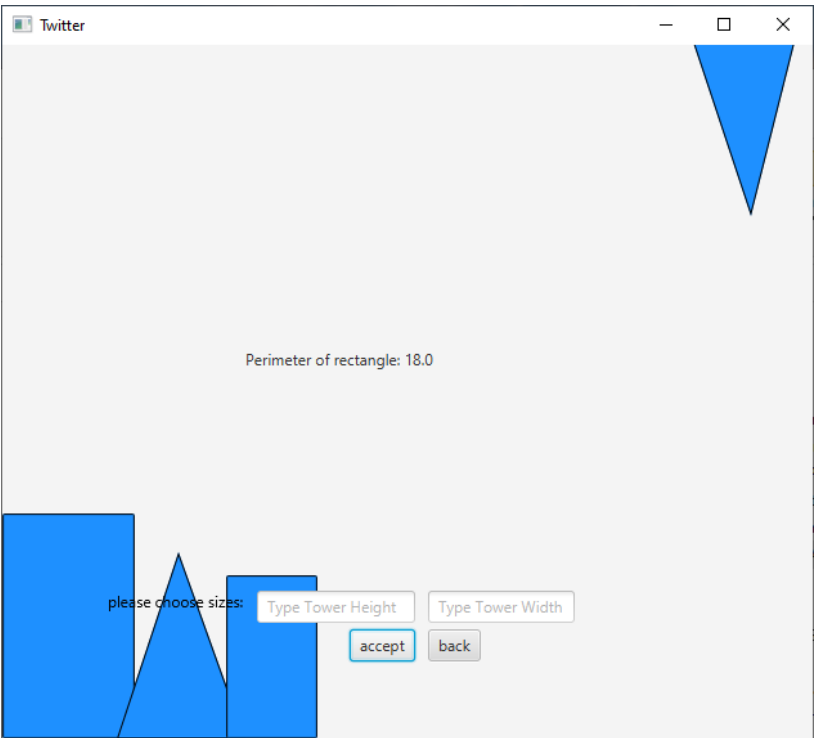 Twitter
Perimeter of rectangle: 18.0
please choose sizes: Type Tower Height Type Tower Width
accept back